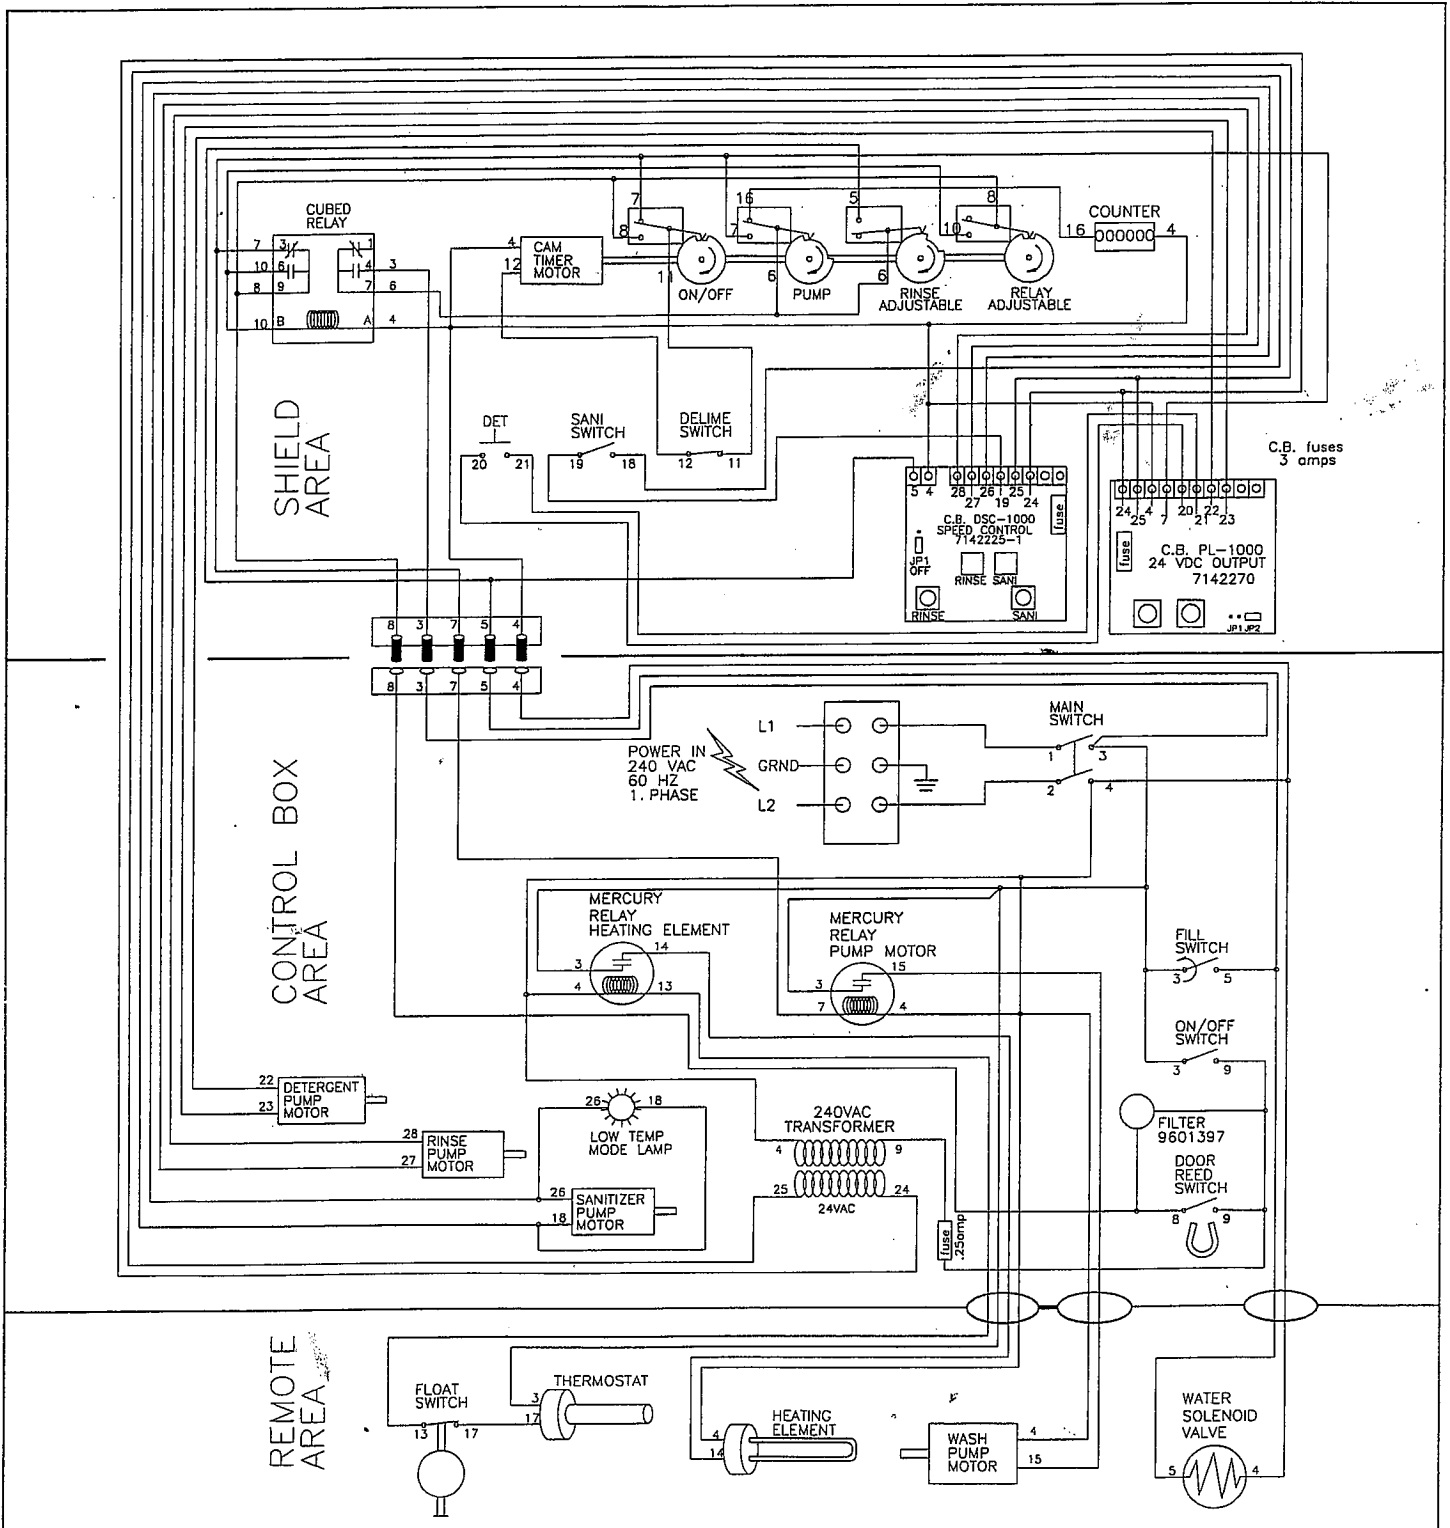 CUBED
RELAY
7 3 1
10 6 4 3
8 9 7 6
10 B A 4
4
12
CAM
TIMER
MOTOR
7
8
11
ON/OFF
16
7
6
PUMP
5
6
RINSE
ADJUSTABLE
8
10
RELAY
ADJUSTABLE
COUNTER
16 000000 4
SHIELD
AREA
DET
20 21
SANI
SWITCH
19 18
DELIME
SWITCH
12 11
C.B. fuses
3 amps
5 4 28 27 26 19 25 24
C.B. DSC-1000
SPEED CONTROL
7142225-1
fuse
JP1
OFF
RINSE SANI
RINSE SANI
24 25 4 7 20 21 22 23
fuse
C.B. PL-1000
24 VDC OUTPUT
7142270
JP1 JP2
8 3 7 5 4
8 3 7 5 4
CONTROL BOX
AREA
POWER IN
240 VAC
60 HZ
1. PHASE
L1
GRND
L2
MAIN
SWITCH
1 3
2 4
MERCURY
RELAY
HEATING ELEMENT
3 14
4 13
MERCURY
RELAY
PUMP MOTOR
3 15
7 4
FILL
SWITCH
3 5
ON/OFF
SWITCH
3 9
FILTER
9601397
DOOR
REED
SWITCH
8 9
22
23
DETERGENT
PUMP
MOTOR
28
27
RINSE
PUMP
MOTOR
26 18
LOW TEMP
MODE LAMP
26
18
SANITIZER
PUMP
MOTOR
240VAC
TRANSFORMER
4 9
25 24
24VAC
fuse
.25amp
REMOTE
AREA
FLOAT
SWITCH
13 17
THERMOSTAT
3
17
HEATING
ELEMENT
4
14
WASH
PUMP
MOTOR
4
15
WATER
SOLENOID
VALVE
5 4